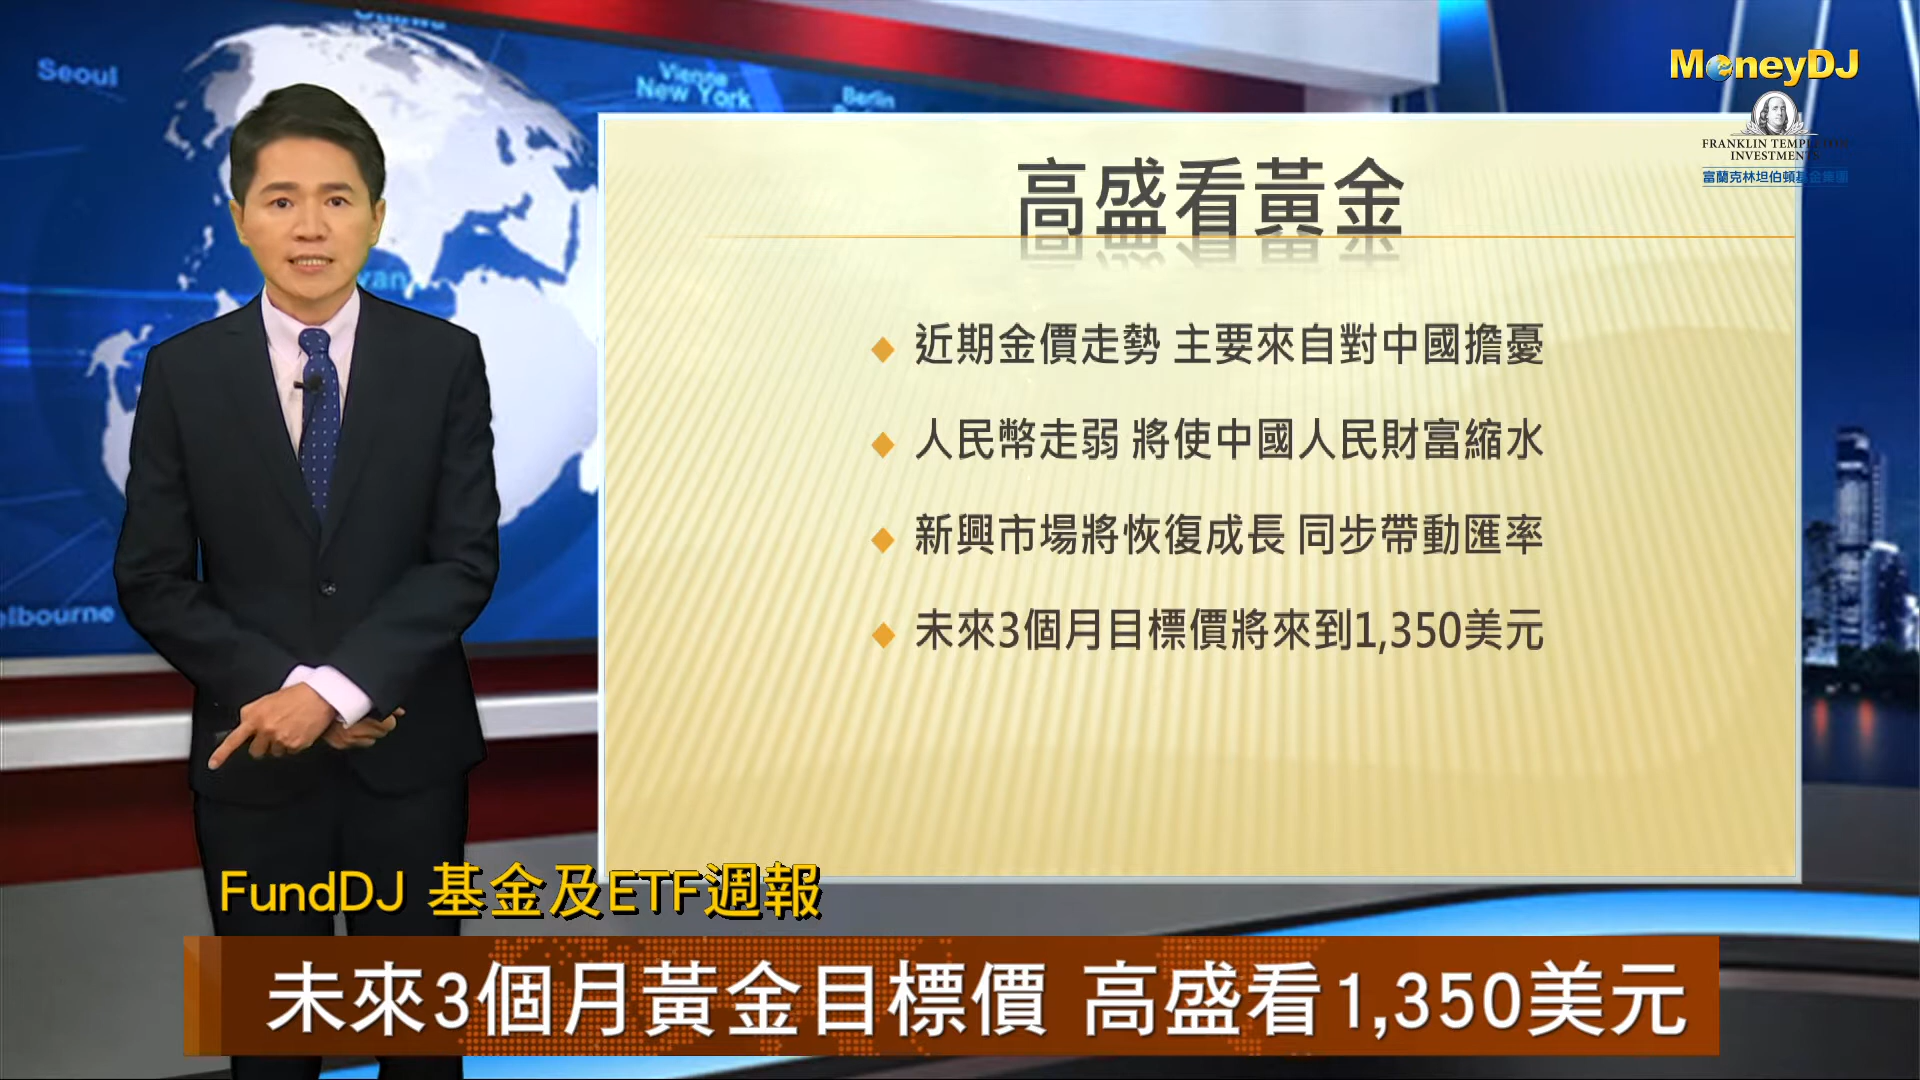 Seoul
Vienne
New York
Berlin
MoneyDJ
FRANKLIN TEMPLETON
INVESTMENTS
富蘭克林坦伯頓基金集團
高盛看黃金
近期金價走勢 主要來自對中國擔憂
人民幣走弱 將使中國人民財富縮水
新興市場將恢復成長 同步帶動匯率
未來3個月目標價將來到1,350美元
elbourne
FundDJ 基金及ETF週報
未來3個月黃金目標價 高盛看1,350美元